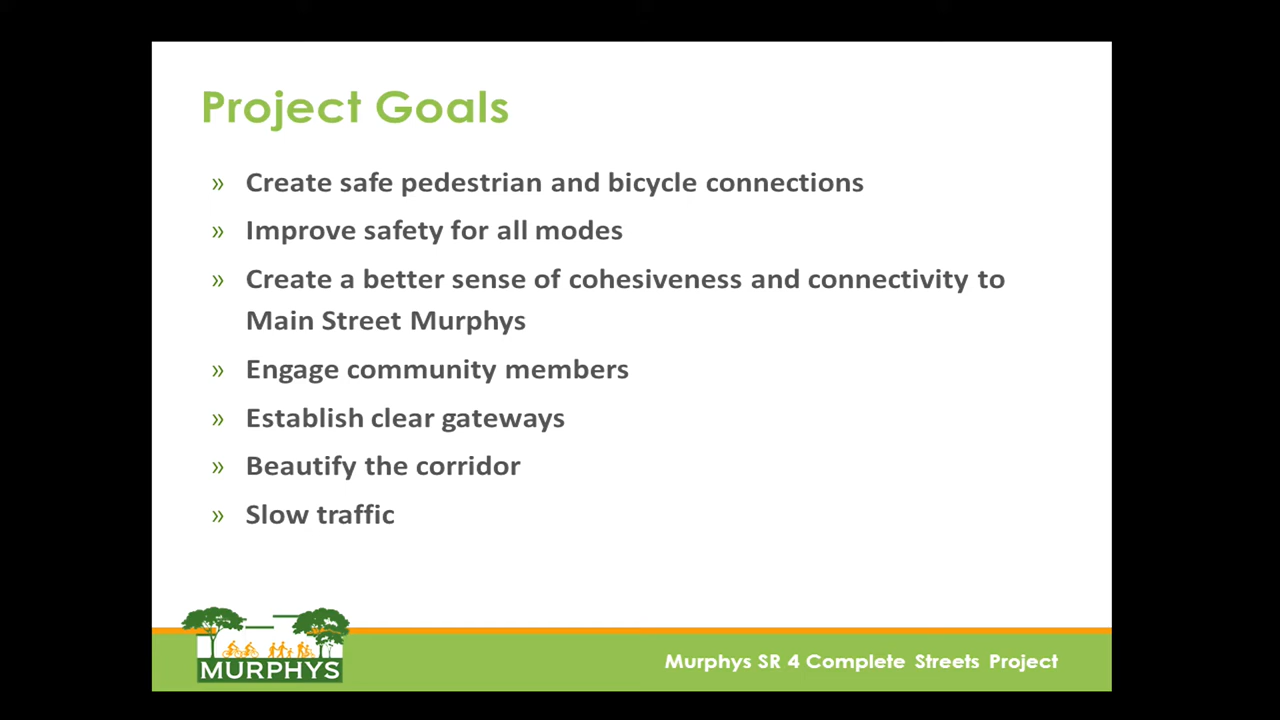 Project Goals
» Create safe pedestrian and bicycle connections
» Improve safety for all modes
» Create a better sense of cohesiveness and connectivity to
Main Street Murphys
» Engage community members
» Establish clear gateways
» Beautify the corridor
» Slow traffic
MURPHYS
Murphys SR 4 Complete Streets Project